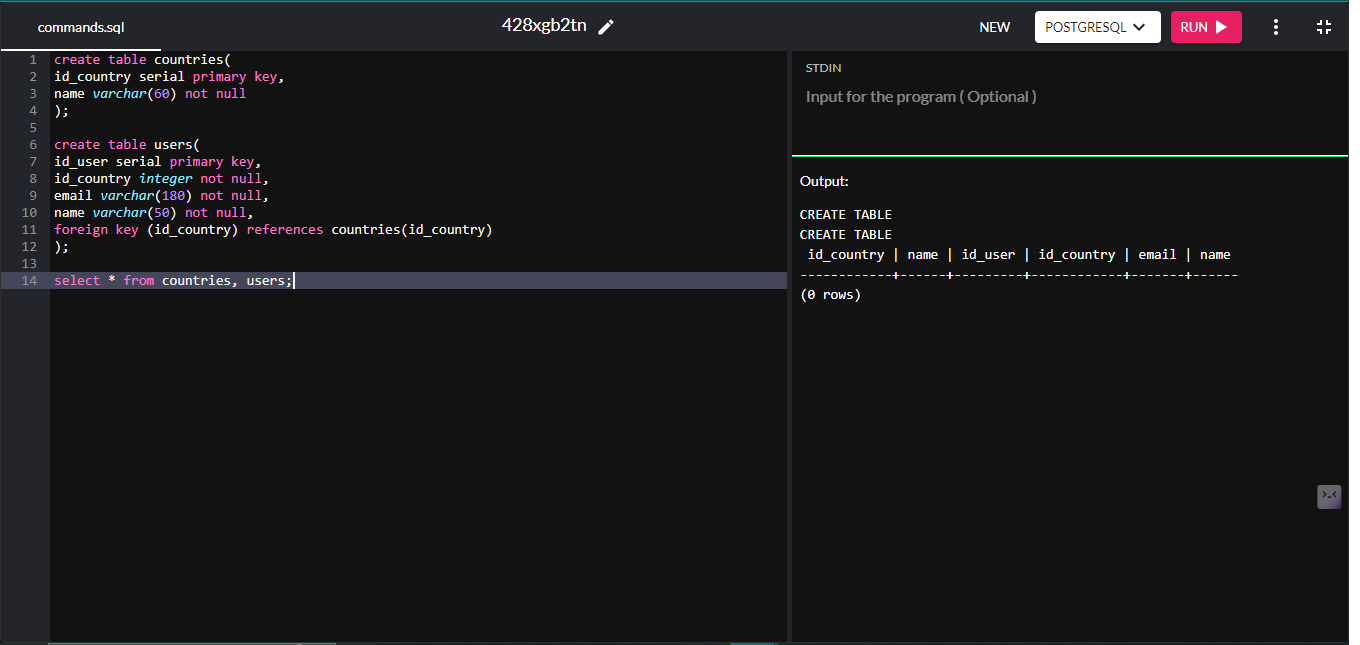 commands.sql
428xgb2tn
NEW
POSTGRESQL
RUN
1 create table countries(
2 id_country serial primary key,
3 name varchar(60) not null
4 );
5
6 create table users(
7 id_user serial primary key,
8 id_country integer not null,
9 email varchar(180) not null,
10 name varchar(50) not null,
11 foreign key (id_country) references countries(id_country)
12 );
13
14 select * from countries, users;
STDIN
Input for the program ( Optional )
Output:
CREATE TABLE
CREATE TABLE
 id_country | name | id_user | id_country | email | name
------------+------+---------+------------+-------+------
(0 rows)